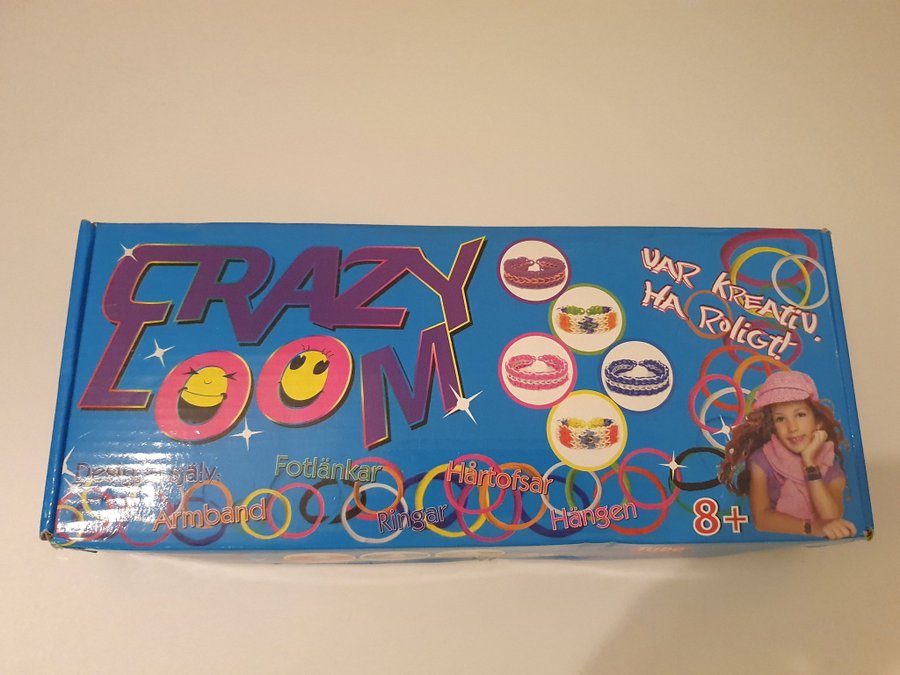 CRAZY
LOOM
VAR KREATIV.
HA ROLIGT!
Fotlänkar
Hårtofsar
Armband
Ringar
Hängen
8+